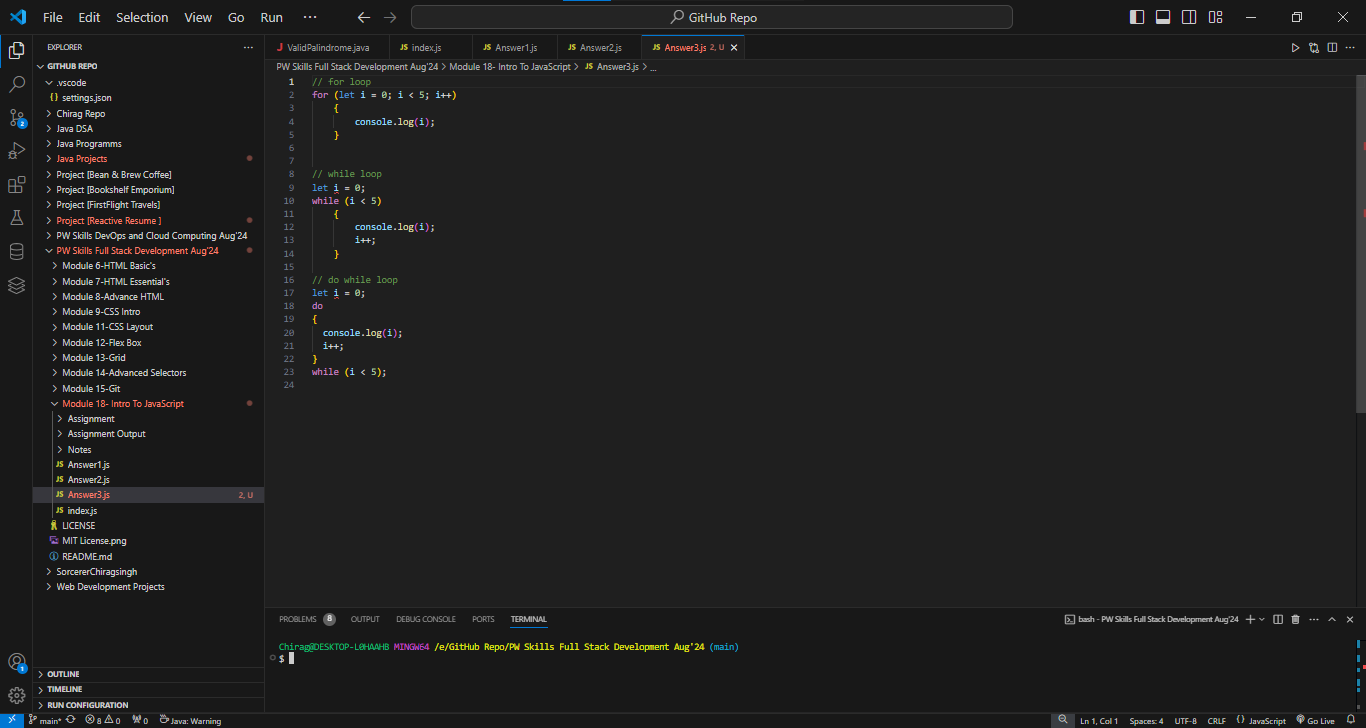 File Edit Selection View Go Run ··· GitHub Repo
EXPLORER ···
GITHUB REPO
.vscode
{} settings.json
Chirag Repo
Java DSA
Java Programms
Java Projects
Project [Bean & Brew Coffee]
Project [Bookshelf Emporium]
Project [FirstFlight Travels]
Project [Reactive Resume ]
PW Skills DevOps and Cloud Computing Aug'24
PW Skills Full Stack Development Aug'24
Module 6-HTML Basic's
Module 7-HTML Essential's
Module 8-Advance HTML
Module 9-CSS Intro
Module 11-CSS Layout
Module 12-Flex Box
Module 13-Grid
Module 14-Advanced Selectors
Module 15-Git
Module 18- Intro To JavaScript
Assignment
Assignment Output
Notes
JS Answer1.js
JS Answer2.js
JS Answer3.js 2, U
JS index.js
LICENSE
MIT License.png
README.md
SorcererChiragsingh
Web Development Projects
OUTLINE
TIMELINE
RUN CONFIGURATION
2
1
J ValidPalindrome.java JS index.js JS Answer1.js JS Answer2.js JS Answer3.js 2, U
PW Skills Full Stack Development Aug'24 > Module 18- Intro To JavaScript > JS Answer3.js > ...
1 // for loop
2 for (let i = 0; i < 5; i++)
3 {
4 console.log(i);
5 }
6
7
8 // while loop
9 let i = 0;
10 while (i < 5)
11 {
12 console.log(i);
13 i++;
14 }
15
16 // do while loop
17 let i = 0;
18 do
19 {
20 console.log(i);
21 i++;
22 }
23 while (i < 5);
24
PROBLEMS 8 OUTPUT DEBUG CONSOLE PORTS TERMINAL bash - PW Skills Full Stack Development Aug'24
Chirag@DESKTOP-L0HAAHB MINGW64 /e/GitHub Repo/PW Skills Full Stack Development Aug'24 (main)
$
main* 8 0 0 Java: Warning Ln 1, Col 1 Spaces: 4 UTF-8 CRLF {} JavaScript Go Live